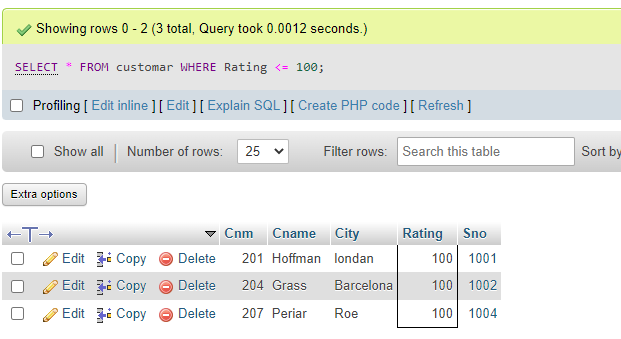 Showing rows 0 - 2 (3 total, Query took 0.0012 seconds.)
SELECT * FROM customar WHERE Rating <= 100;
Profiling [ Edit inline ] [ Edit ] [ Explain SQL ] [ Create PHP code ] [ Refresh ]
Show all Number of rows: 25 Filter rows: Search this table Sort by
Extra options
←T→ Cnm Cname City Rating Sno
Edit Copy Delete 201 Hoffman londan 100 1001
Edit Copy Delete 204 Grass Barcelona 100 1002
Edit Copy Delete 207 Periar Roe 100 1004